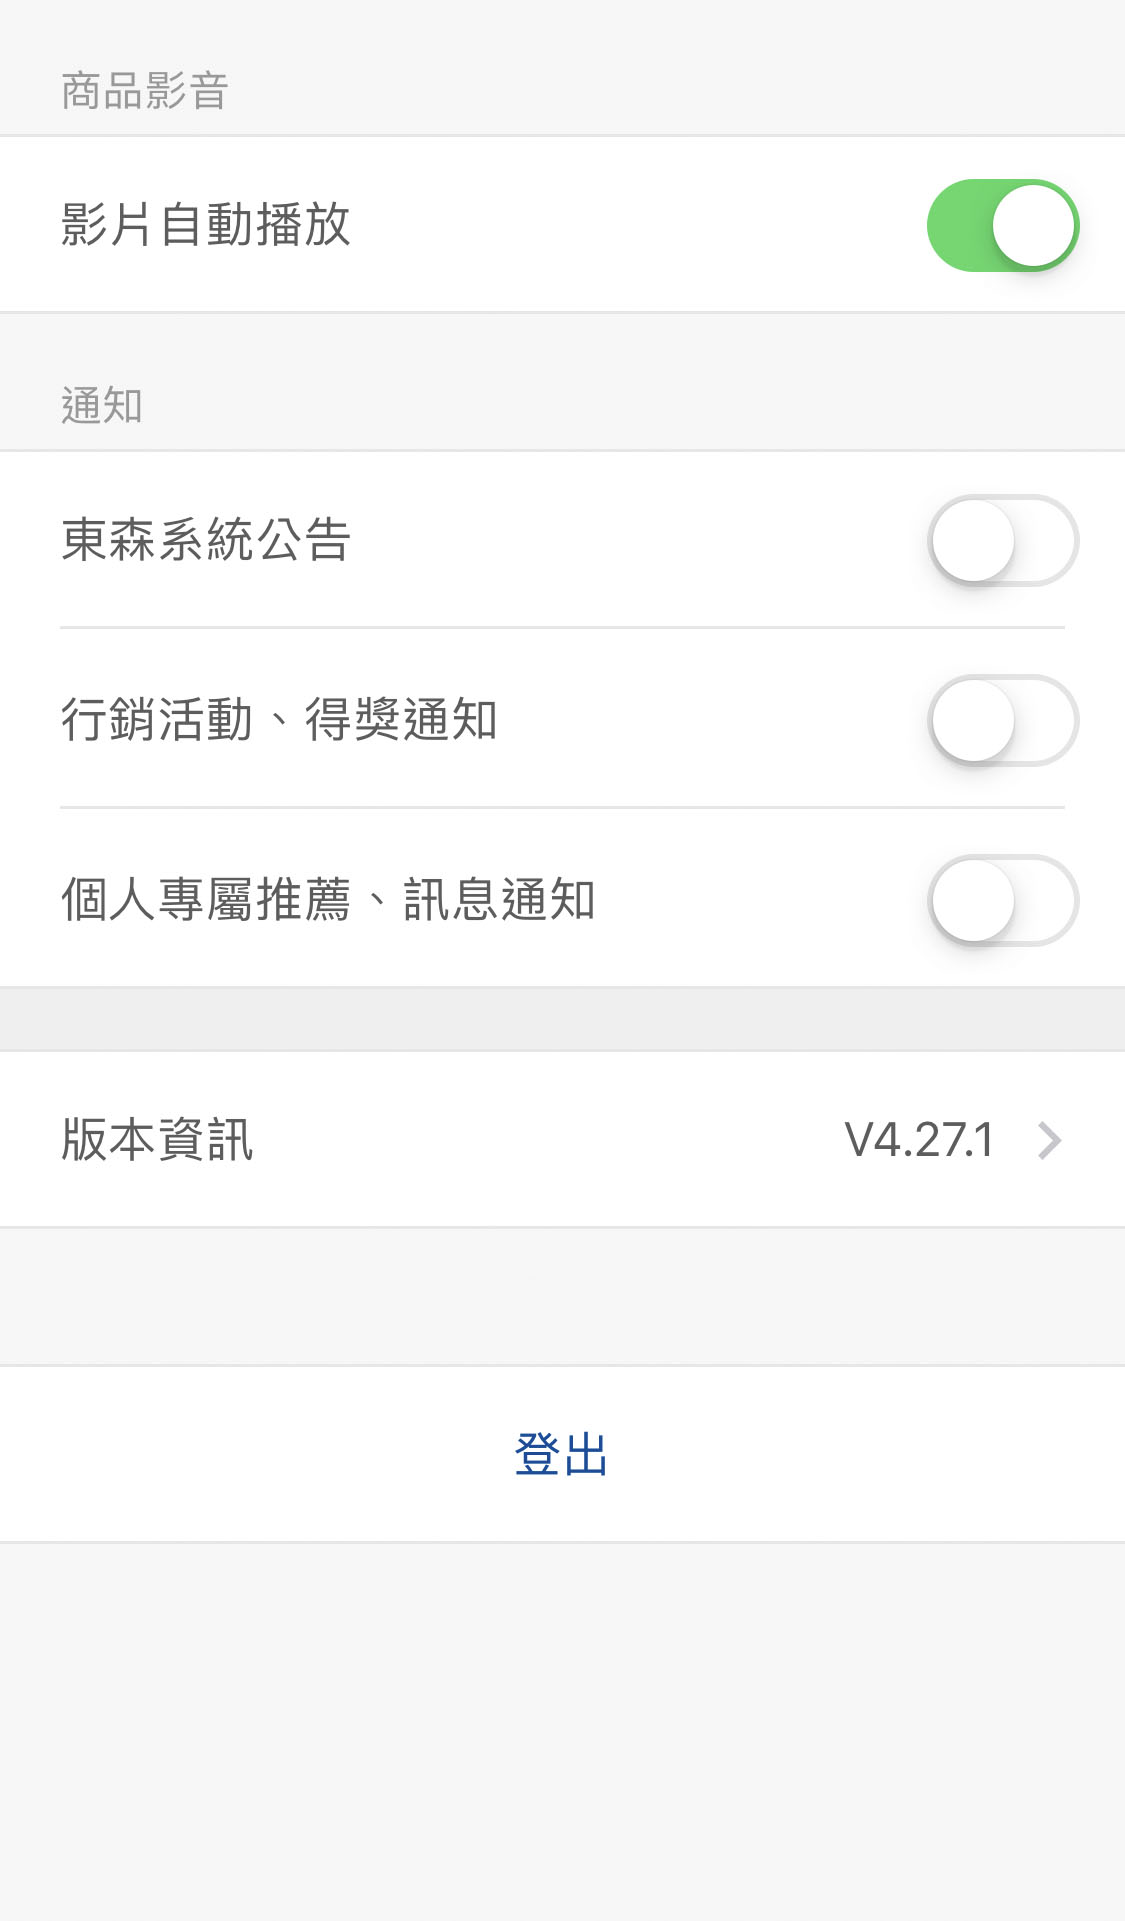 商品影音
影片自動播放
通知
東森系統公告
行銷活動、得獎通知
個人專屬推薦、訊息通知
版本資訊 V4.27.1
登出